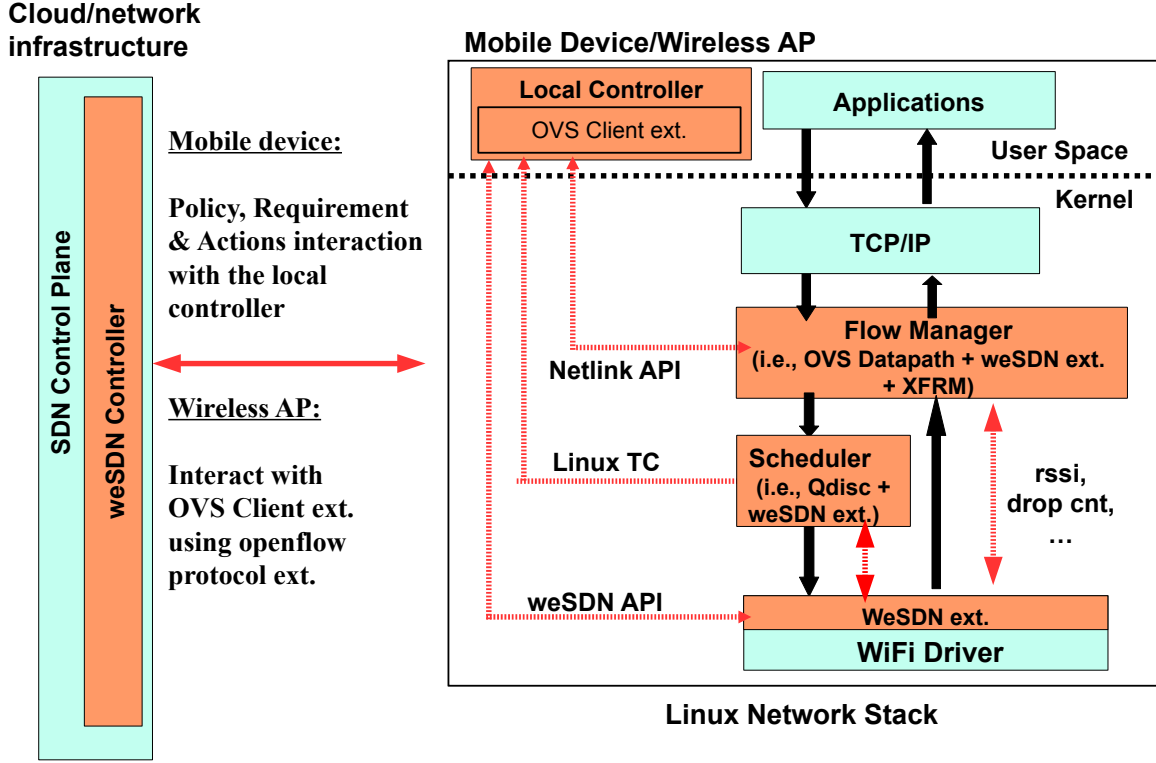 Cloud/network
infrastructure
SDN Control Plane
weSDN Controller
Mobile device:
Policy, Requirement
& Actions interaction
with the local
controller
Wireless AP:
Interact with
OVS Client ext.
using openflow
protocol ext.
Mobile Device/Wireless AP
Local Controller
OVS Client ext.
Applications
User Space
Kernel
TCP/IP
Flow Manager
(i.e., OVS Datapath + weSDN ext.
+ XFRM)
Netlink API
Linux TC
Scheduler
(i.e., Qdisc +
weSDN ext.)
rssi,
drop cnt,
…
weSDN API
WeSDN ext.
WiFi Driver
Linux Network Stack